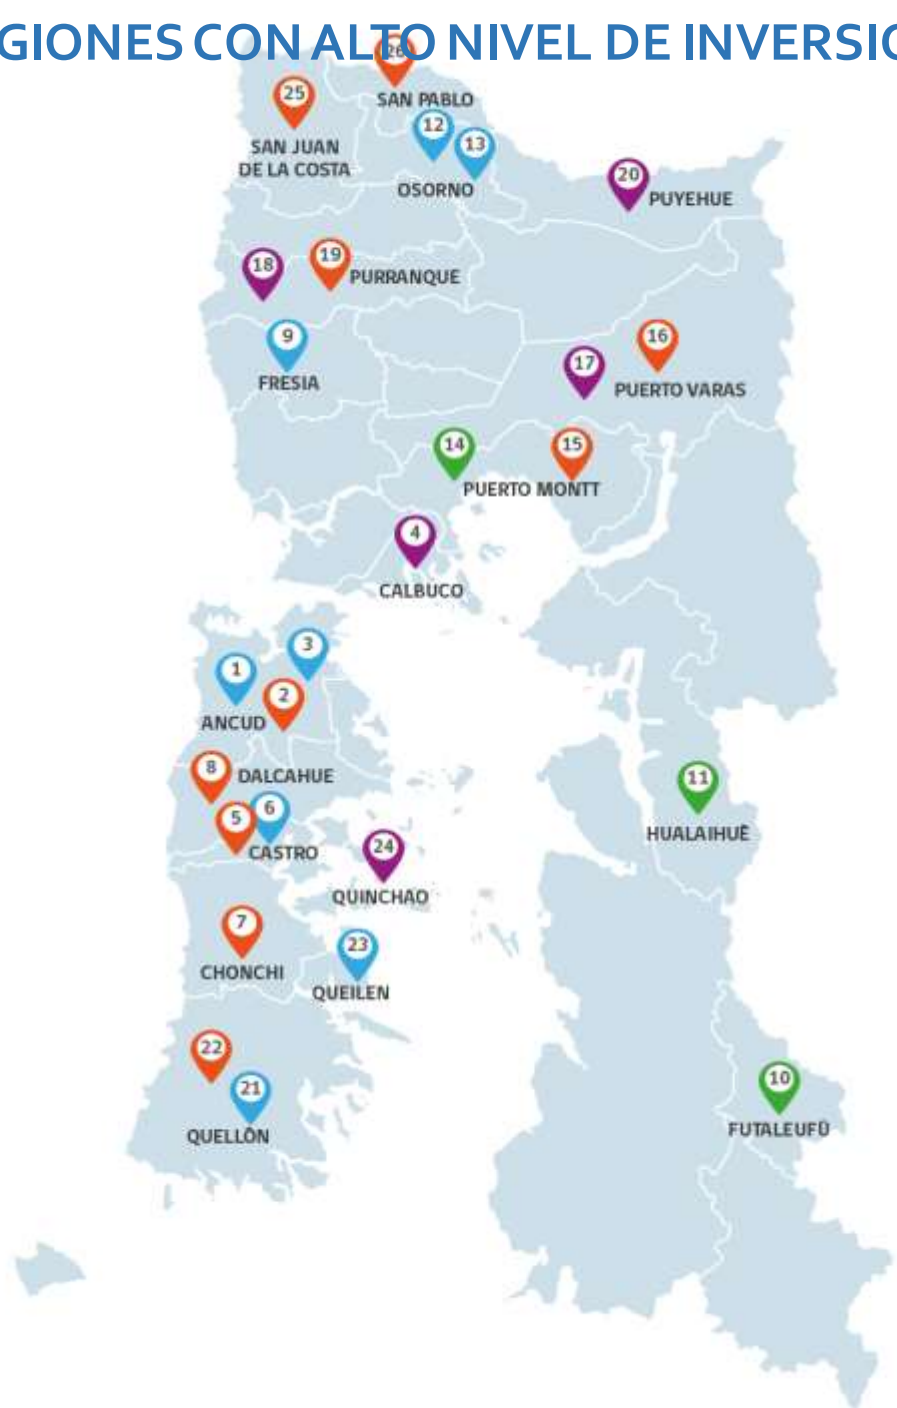 GIONES CON ALTO NIVEL DE INVERSIO
26
SAN PABLO
25
SAN JUAN
DE LA COSTA
12
13
OSORNO
20
PUYEHUE
18
19
PURRANQUE
9
FRESIA
16
17
PUERTO VARAS
14
15
PUERTO MONTT
4
CALBUCO
3
1
2
ANCUD
8
DALCAHUE
11
6
5
HUALAIHUÉ
CASTRO
24
QUINCHAO
7
23
CHONCHI
QUEILEN
22
21
10
QUELLÓN
FUTALEUFÚ